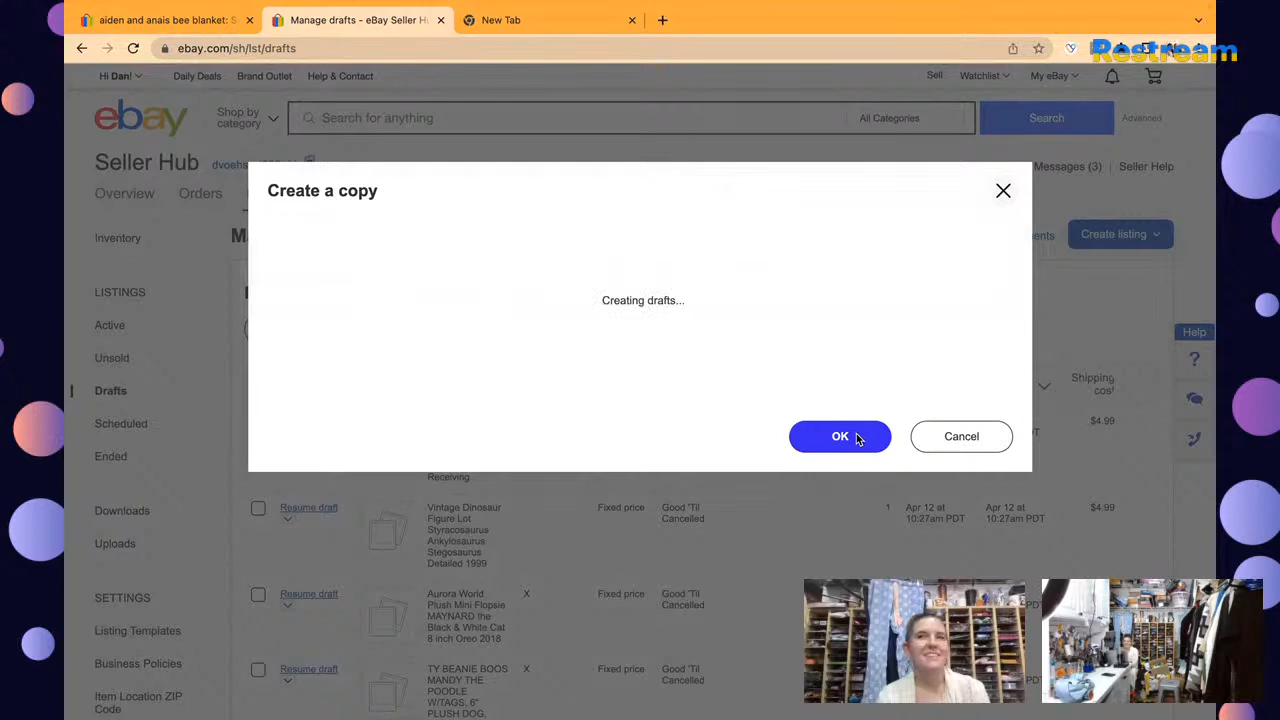 aiden and anais bee blanket: S
Manage drafts - eBay Seller H
New Tab
ebay.com/sh/lst/drafts
Restream
Hi Dan!
Daily Deals
Brand Outlet
Help & Contact
Sell
Watchlist
My eBay
ebay
Shop by
category
Search for anything
All Categories
Search
Advanced
Seller Hub
Messages (3)
Seller Help
Overview
Orders
Create a copy
Creating drafts...
OK
Cancel
Create listing
Inventory
LISTINGS
Active
Unsold
Drafts
Scheduled
Ended
Downloads
Uploads
SETTINGS
Listing Templates
Business Policies
Item Location ZIP
Code
Help
Shipping
cost
$4.99
PDT
Receiving
Resume draft
Vintage Dinosaur
Figure Lot
Styracosaurus
Ankylosaurus
Stegosaurus
Detailed 1999
Fixed price
Good 'Til
Cancelled
1
Apr 12 at
10:27am PDT
Apr 12 at
10:27am PDT
$4.99
Resume draft
Aurora World
Plush Mini Flopsie
MAYNARD the
Black & White Cat
8 inch Oreo 2018
X
Fixed price
Good 'Til
Cancelled
Resume draft
TY BEANIE BOOS
MANDY THE
POODLE
W/TAGS, 6"
PLUSH DOG,
X
Fixed price
Good 'Til
Cancelled